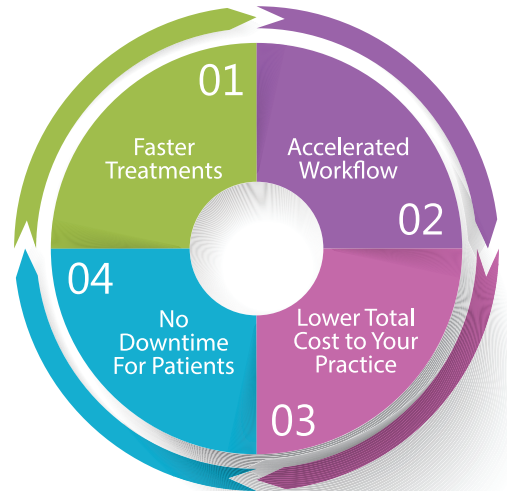 01
Faster
Treatments
Accelerated
Workflow
02
Lower Total
Cost to Your
Practice
03
04
No
Downtime
For Patients